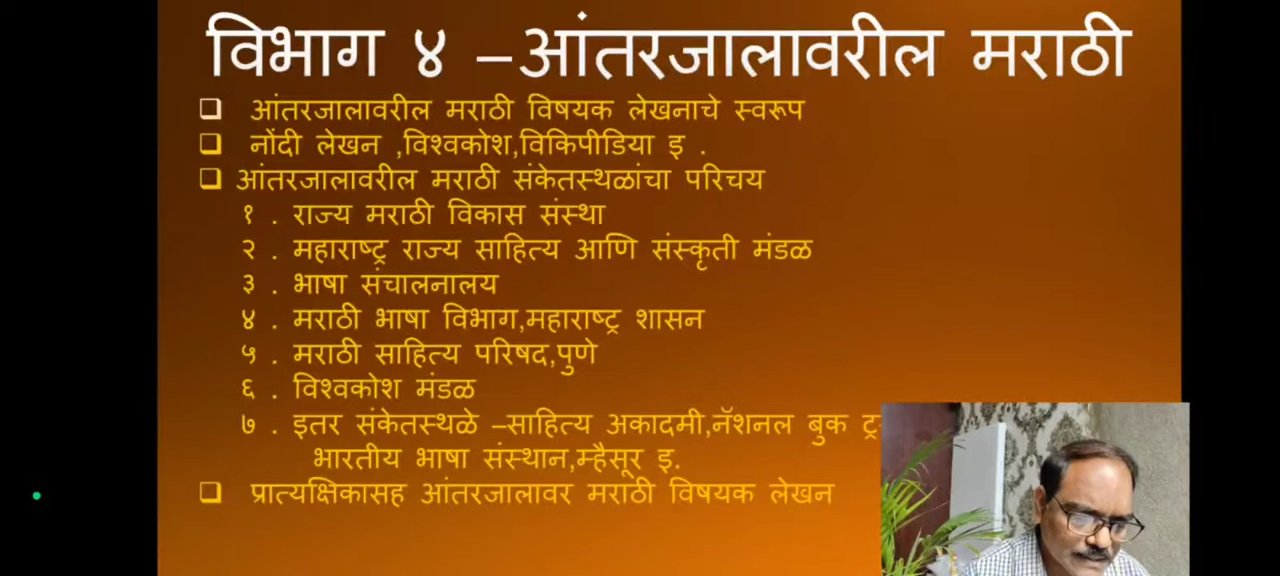 विभाग ४ –आंतरजालावरील मराठी
❑ आंतरजालावरील मराठी विषयक लेखनाचे स्वरूप
❑ नोंदी लेखन ,विश्वकोश,विकिपीडिया इ .
❑ आंतरजालावरील मराठी संकेतस्थळांचा परिचय
१ . राज्य मराठी विकास संस्था
२ . महाराष्ट्र राज्य साहित्य आणि संस्कृती मंडळ
३ . भाषा संचालनालय
४ . मराठी भाषा विभाग,महाराष्ट्र शासन
५ . मराठी साहित्य परिषद,पुणे
६ . विश्वकोश मंडळ
७ . इतर संकेतस्थळे –साहित्य अकादमी,नॅशनल बुक
भारतीय भाषा संस्थान,म्हैसूर इ.
❑ प्रात्यक्षिकासह आंतरजालावर मराठी विषयक लेखन